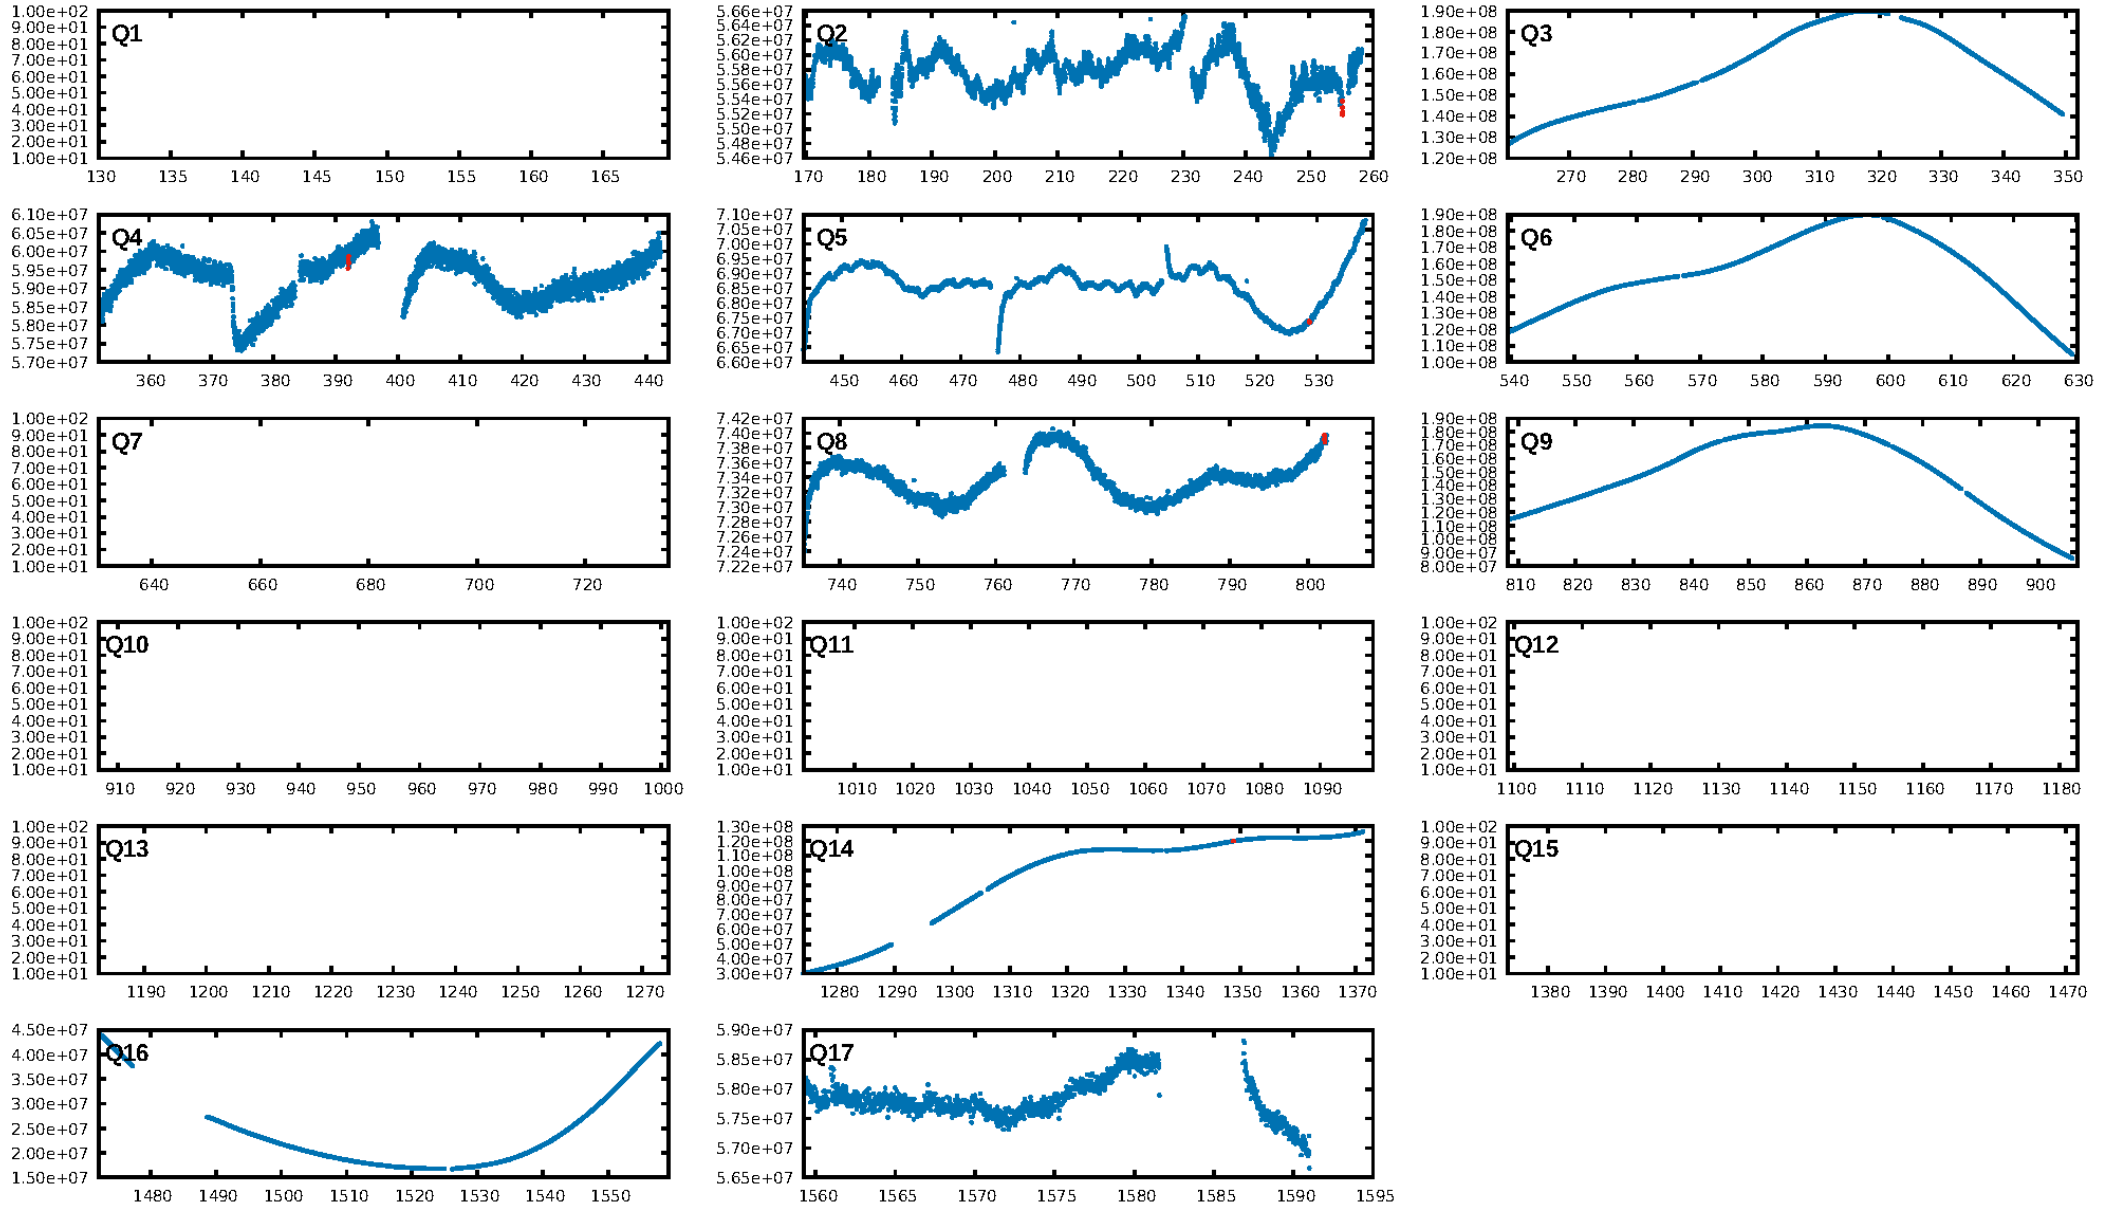 Q1
1.00e+02
9.00e+01
8.00e+01
7.00e+01
6.00e+01
5.00e+01
4.00e+01
3.00e+01
2.00e+01
1.00e+01
130 135 140 145 150 155 160 165
Q2
5.66e+07
5.64e+07
5.62e+07
5.60e+07
5.58e+07
5.56e+07
5.54e+07
5.52e+07
5.50e+07
5.48e+07
5.46e+07
170 180 190 200 210 220 230 240 250 260
Q3
1.90e+08
1.80e+08
1.70e+08
1.60e+08
1.50e+08
1.40e+08
1.30e+08
1.20e+08
270 280 290 300 310 320 330 340 350
Q4
6.10e+07
6.05e+07
6.00e+07
5.95e+07
5.90e+07
5.85e+07
5.80e+07
5.75e+07
5.70e+07
360 370 380 390 400 410 420 430 440
Q5
7.10e+07
7.05e+07
7.00e+07
6.95e+07
6.90e+07
6.85e+07
6.80e+07
6.75e+07
6.70e+07
6.65e+07
6.60e+07
450 460 470 480 490 500 510 520 530
Q6
1.90e+08
1.80e+08
1.70e+08
1.60e+08
1.50e+08
1.40e+08
1.30e+08
1.20e+08
1.10e+08
1.00e+08
540 550 560 570 580 590 600 610 620 630
Q7
1.00e+02
9.00e+01
8.00e+01
7.00e+01
6.00e+01
5.00e+01
4.00e+01
3.00e+01
2.00e+01
1.00e+01
640 660 680 700 720
Q8
7.42e+07
7.40e+07
7.38e+07
7.36e+07
7.34e+07
7.32e+07
7.30e+07
7.28e+07
7.26e+07
7.24e+07
7.22e+07
740 750 760 770 780 790 800
Q9
1.90e+08
1.80e+08
1.70e+08
1.60e+08
1.50e+08
1.40e+08
1.30e+08
1.20e+08
1.10e+08
1.00e+08
9.00e+07
8.00e+07
810 820 830 840 850 860 870 880 890 900
Q10
1.00e+02
9.00e+01
8.00e+01
7.00e+01
6.00e+01
5.00e+01
4.00e+01
3.00e+01
2.00e+01
1.00e+01
910 920 930 940 950 960 970 980 990 1000
Q11
1.00e+02
9.00e+01
8.00e+01
7.00e+01
6.00e+01
5.00e+01
4.00e+01
3.00e+01
2.00e+01
1.00e+01
1010 1020 1030 1040 1050 1060 1070 1080 1090
Q12
1.00e+02
9.00e+01
8.00e+01
7.00e+01
6.00e+01
5.00e+01
4.00e+01
3.00e+01
2.00e+01
1.00e+01
1100 1110 1120 1130 1140 1150 1160 1170 1180
Q13
1.00e+02
9.00e+01
8.00e+01
7.00e+01
6.00e+01
5.00e+01
4.00e+01
3.00e+01
2.00e+01
1.00e+01
1190 1200 1210 1220 1230 1240 1250 1260 1270
Q14
1.30e+08
1.20e+08
1.10e+08
1.00e+08
9.00e+07
8.00e+07
7.00e+07
6.00e+07
5.00e+07
4.00e+07
3.00e+07
1280 1290 1300 1310 1320 1330 1340 1350 1360 1370
Q15
1.00e+02
9.00e+01
8.00e+01
7.00e+01
6.00e+01
5.00e+01
4.00e+01
3.00e+01
2.00e+01
1.00e+01
1380 1390 1400 1410 1420 1430 1440 1450 1460 1470
Q16
4.50e+07
4.00e+07
3.50e+07
3.00e+07
2.50e+07
2.00e+07
1.50e+07
1480 1490 1500 1510 1520 1530 1540 1550
Q17
5.90e+07
5.85e+07
5.80e+07
5.75e+07
5.70e+07
5.65e+07
1560 1565 1570 1575 1580 1585 1590 1595